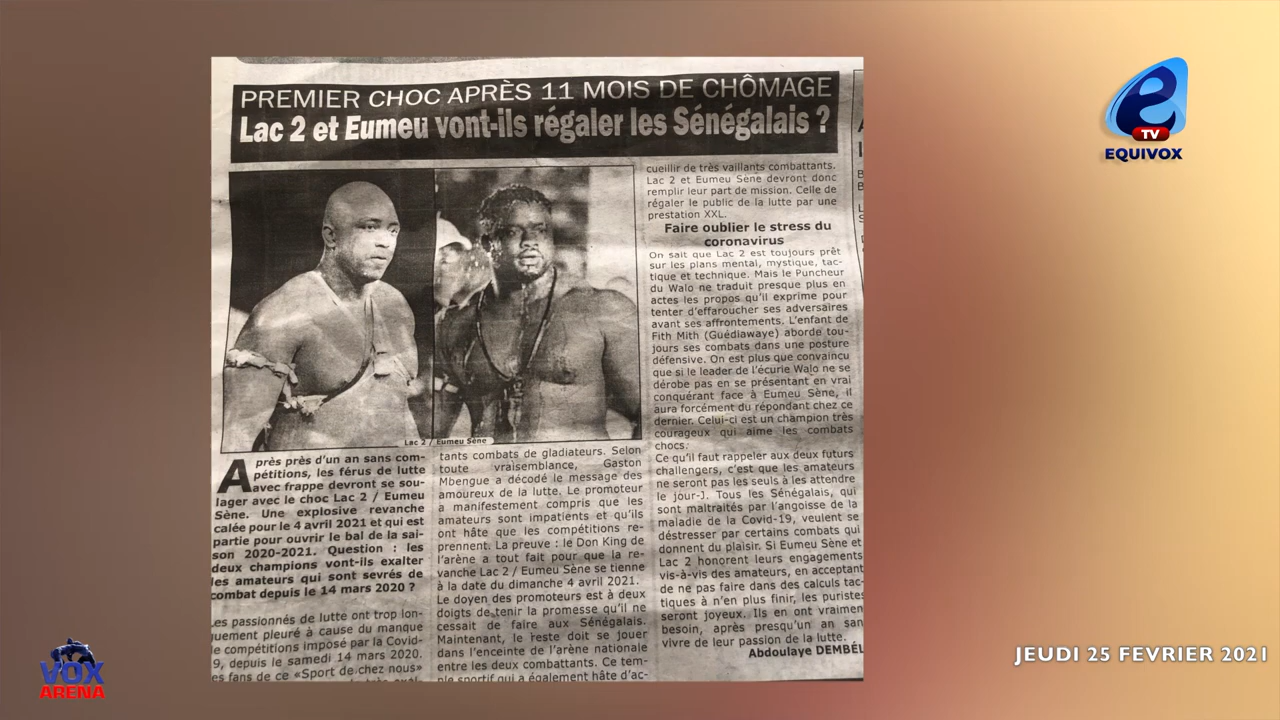 PREMIER CHOC APRÈS 11 MOIS DE CHÔMAGE
Lac 2 et Eumeu vont-ils régaler les Sénégalais ?
Lac 2 / Eumeu Sène
Après près d'un an sans com-
pétitions, les férus de lutte
avec frappe devront se sou-
lager avec le choc Lac 2 / Eumeu
Sène. Une explosive revanche
calée pour le 4 avril 2021 et qui est
partie pour ouvrir le bal de la sai-
son 2020-2021. Question : les
deux champions vont-ils exalter
les amateurs qui sont sevrés de
combat depuis le 14 mars 2020 ?
Les passionnés de lutte ont trop lon-
guement pleuré à cause du manque
de compétitions imposé par la Covid-
19, depuis le samedi 14 mars 2020.
es fans de ce «Sport de chez nous»
tants combats de gladiateurs. Selon
toute vraisemblance, Gaston
Mbengue a décodé le message des
amoureux de la lutte. Le promoteur
a manifestement compris que les
amateurs sont impatients et qu'ils
ont hâte que les compétitions re-
prennent. La preuve : le Don King de
l'arène a tout fait pour que la re-
vanche Lac 2 / Eumeu Sène se tienne
à la date du dimanche 4 avril 2021.
Le doyen des promoteurs est à deux
doigts de tenir la promesse qu'il ne
cessait de faire aux Sénégalais.
Maintenant, le reste doit se jouer
dans l'enceinte de l'arène nationale
entre les deux combattants. Ce tem-
ple sportif qui a également hâte d'ac-
cueillir de très vaillants combattants.
Lac 2 et Eumeu Sène devront donc
remplir leur part de mission. Celle de
régaler le public de la lutte par une
prestation XXL.
Faire oublier le stress du
coronavirus
On sait que Lac 2 est toujours prêt
sur les plans mental, mystique, tac-
tique et technique. Mais le Puncheur
du Walo ne traduit presque plus en
actes les propos qu'il exprime pour
tenter d'effaroucher ses adversaires
avant ses affrontements. L'enfant de
Fith Mith (Guédiawaye) aborde tou-
jours ses combats dans une posture
défensive. On est plus que convaincu
que si le leader de l'écurie Walo ne se
dérobe pas en se présentant en vrai
conquérant face à Eumeu Sène, il
aura forcément du répondant chez ce
dernier. Celui-ci est un champion très
courageux qui aime les combats
chocs.
Ce qu'il faut rappeler aux deux futurs
challengers, c'est que les amateurs
ne seront pas les seuls à les attendre
le jour-J. Tous les Sénégalais, qui
sont maltraités par l'angoisse de la
maladie de la Covid-19, veulent se
déstresser par certains combats qui
donnent du plaisir. Si Eumeu Sène et
Lac 2 honorent leurs engagements
vis-à-vis des amateurs, en acceptant
de ne pas faire dans des calculs tac-
tiques à n'en plus finir, les puristes
seront joyeux. Ils en ont vraimen
besoin, après presqu'un an san
vivre de leur passion de la lutte.
Abdoulaye DEMBÉL
e
TV
EQUIVOX
VOX
ARENA
JEUDI 25 FEVRIER 2021